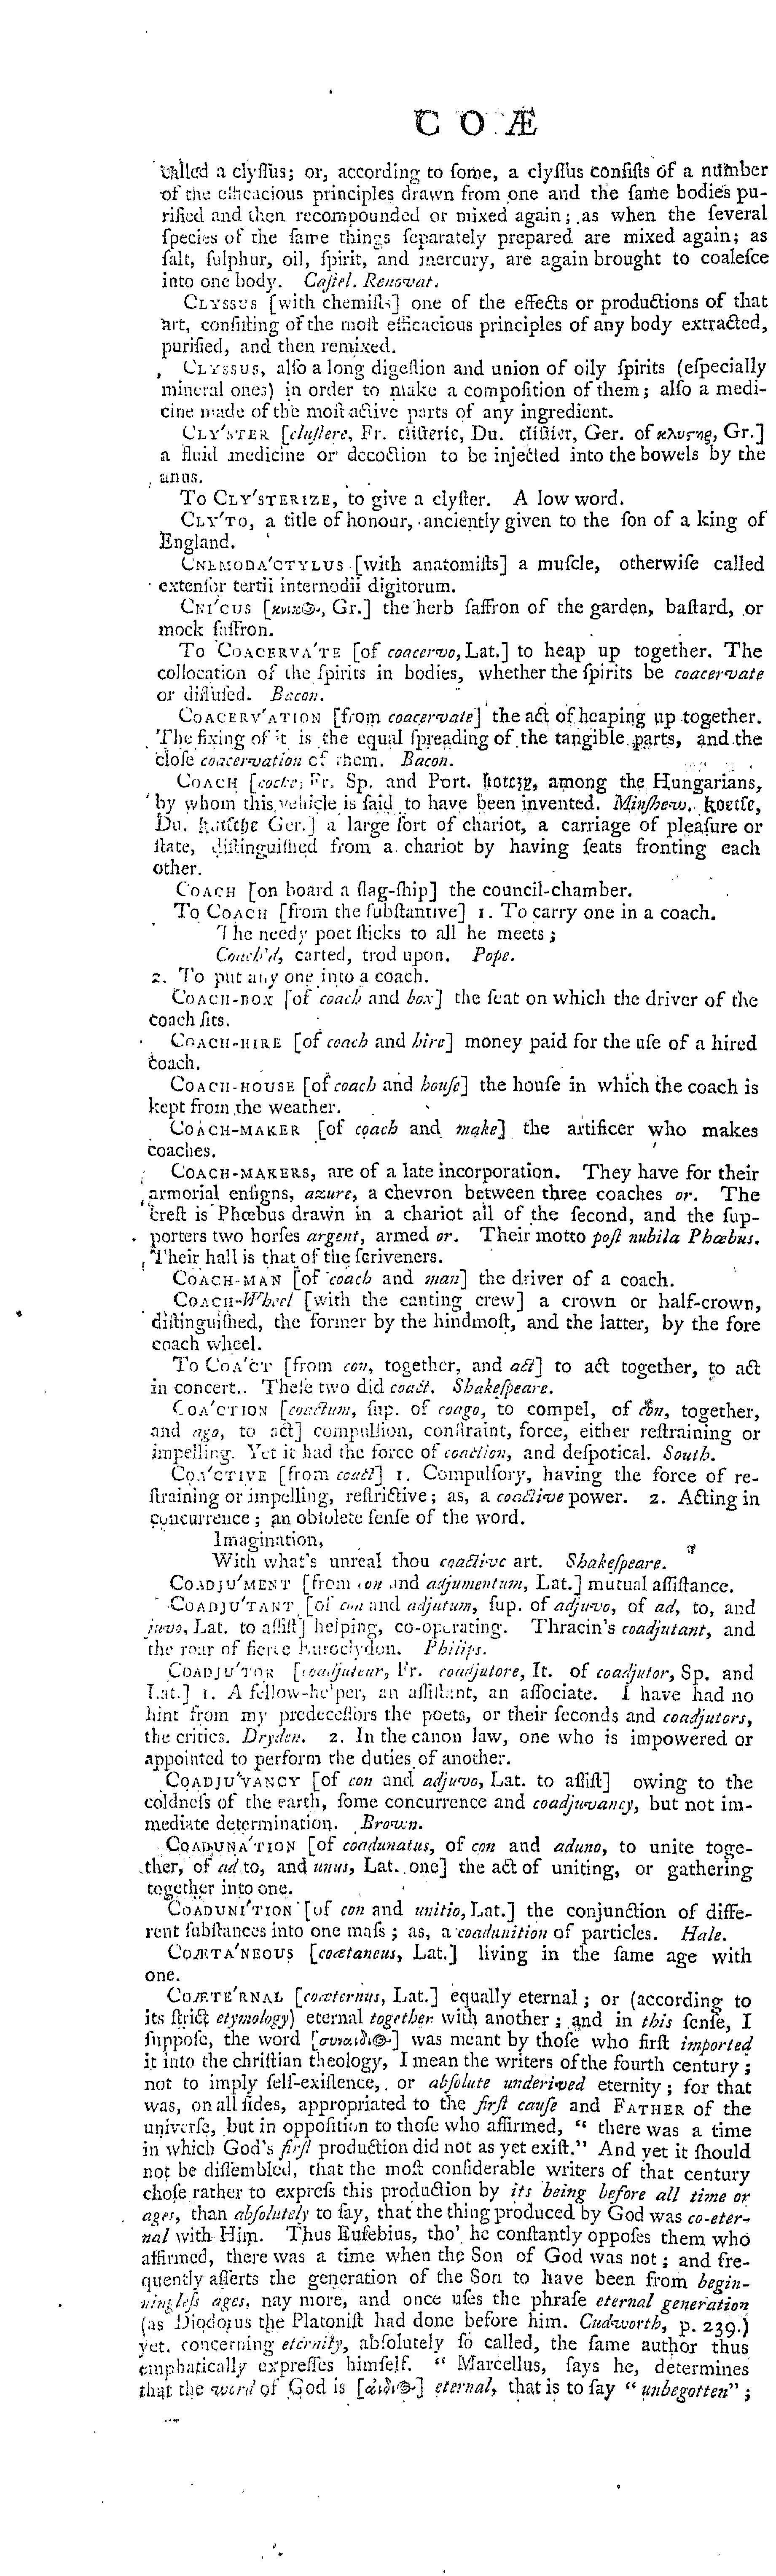 C O Æ
called a clyſſus; or, according to ſome, a clyſſus conſiſts of a number
of the efficacious principles drawn from one and the ſame bodies pu-
rified and then recompounded or mixed again; as when the ſeveral
ſpecies of the ſame things ſeparately prepared are mixed again; as
ſalt, ſulphur, oil, ſpirit, and mercury, are again brought to coaleſce
into one body. Caſtel. Renovat.
CLYSSUS [with chemiſts] one of the effects or productions of that
art, conſiſting of the moſt efficacious principles of any body extracted,
purified, and then remixed.
CLYSSUS, alſo a long digeſtion and union of oily ſpirits (eſpecially
mineral ones) in order to make a compoſition of them; alſo a medi-
cine made of the moſt active parts of any ingredient.
CLY'STER [cluſtere, Fr. cliſterie, Du. cliſtier, Ger. of κλυςης, Gr.]
a fluid medicine or decoction to be injected into the bowels by the
anus.
To CLY'STERIZE, to give a clyſter. A low word.
CLY'TO, a title of honour, anciently given to the ſon of a king of
England.
CNEMODA'CTYLUS [with anatomiſts] a muſcle, otherwiſe called
extenſor tertii internodii digitorum.
CNI'CUS [κνικ&, Gr.] the herb ſaffron of the garden, baſtard, or
mock ſaffron.
To COACERVA'TE [of coacervo, Lat.] to heap up together. The
collocation of the ſpirits in bodies, whether the ſpirits be coacervate
or diffuſed. Bacon.
COACERV'ATION [from coacervate] the act of heaping up together.
The fixing of it is the equal ſpreading of the tangible parts, and the
cloſe coacervation of them. Bacon.
COACH [coche, Fr. Sp. and Port. kotczy, among the Hungarians,
by whom this vehicle is ſaid to have been invented. Minſhew. koetſe,
Du. kutſche Ger.] a large ſort of chariot, a carriage of pleaſure or
ſtate, diſtinguiſhed from a chariot by having ſeats fronting each
other.
COACH [on board a flag-ſhip] the council-chamber.
To COACH [from the ſubſtantive] 1. To carry one in a coach.
The needy poet ſticks to all he meets;
Coach'd, carted, trod upon. Pope.
2. To put any one into a coach.
COACH-BOX [of coach and box] the ſeat on which the driver of the
coach ſits.
COACH-HIRE [of coach and hire] money paid for the uſe of a hired
coach.
COACH-HOUSE [of coach and houſe] the houſe in which the coach is
kept from the weather.
COACH-MAKER [of coach and make] the artificer who makes
coaches.
COACH-MAKERS, are of a late incorporation. They have for their
armorial enſigns, azure, a chevron between three coaches or. The
creſt is Phœbus drawn in a chariot all of the ſecond, and the ſup-
porters two horſes argent, armed or. Their motto poſt nubila Phœbus.
Their hall is that of the ſcriveners.
COACH-MAN [of coach and man] the driver of a coach.
COACH-Wheel [with the canting crew] a crown or half-crown,
diſtinguiſhed, the former by the hindmoſt, and the latter, by the fore
coach wheel.
To COA'CT [from con, together, and act] to act together, to act
in concert. Theſe two did coact. Shakeſpeare.
COA'CTION [coactum, ſup. of coago, to compel, of con, together,
and ago, to act] compulſion, conſtraint, force, either reſtraining or
impelling. Yet it had the force of coaction, and deſpotical. South.
COA'CTIVE [from coact] 1. Compulſory, having the force of re-
ſtraining or impelling, reſtrictive; as, a coactive power. 2. Acting in
concurrence; an obſolete ſenſe of the word.
Imagination,
With what's unreal thou coactive art. Shakeſpeare.
COADJU'MENT [from con and adjumentum, Lat.] mutual aſſiſtance.
COADJU'TANT [of con and adjutum, ſup. of adjuvo, of ad, to, and
juvo, Lat. to aſſiſt] helping, co-operating. Thracin's coadjutant, and
the roar of fierce Euroclydon. Philips.
COADJU'TOR [coadjuteur, Fr. coadjutore, It. of coadjutor, Sp. and
Lat.] 1. A fellow-helper, an aſſiſtant, an aſſociate. I have had no
hint from my predeceſſors the poets, or their ſeconds and coadjutors,
the critics. Dryden. 2. In the canon law, one who is impowered or
appointed to perform the duties of another.
COADJU'VANCY [of con and adjuvo, Lat. to aſſiſt] owing to the
coldneſs of the earth, ſome concurrence and coadjuvancy, but not im-
mediate determination. Brown.
COADUNA'TION [of coadunatus, of con and aduno, to unite toge-
ther, of ad to, and unus, Lat. one] the act of uniting, or gathering
together into one.
COADUNI'TION [of con and unitio, Lat.] the conjunction of diffe-
rent ſubſtances into one maſs; as, a coadunition of particles. Hale.
COÆTA'NEOUS [coætaneus, Lat.] living in the ſame age with
one.
COÆTE'RNAL [coæternus, Lat.] equally eternal; or (according to
its ſtrict etymology) eternal together with another; and in this ſenſe, I
ſuppoſe, the word [συναιδι&] was meant by thoſe who firſt imported
it into the chriſtian theology, I mean the writers of the fourth century;
not to imply ſelf-exiſtence, or abſolute underived eternity; for that
was, on all ſides, appropriated to the firſt cauſe and FATHER of the
univerſe, but in oppoſition to thoſe who affirmed, “ there was a time
in which God's firſt production did not as yet exiſt.” And yet it ſhould
not be diſſembled, that the moſt conſiderable writers of that century
choſe rather to expreſs this production by its being before all time or
ages, than abſolutely to ſay, that the thing produced by God was co-eter-
nal with Him. Thus Euſebius, tho' he conſtantly oppoſes them who
affirmed, there was a time when the Son of God was not; and fre-
quently aſſerts the generation of the Son to have been from begin-
ningleſs ages, nay more, and once uſes the phraſe eternal generation
(as Diodorus the Platoniſt had done before him. Cudworth, p. 239.)
yet. concerning eternity, abſolutely ſo called, the ſame author thus
emphatically expreſſes himſelf. “ Marcellus, ſays he, determines
that the word of God is [ἀιδι&] eternal, that is to ſay “ unbegotten”;